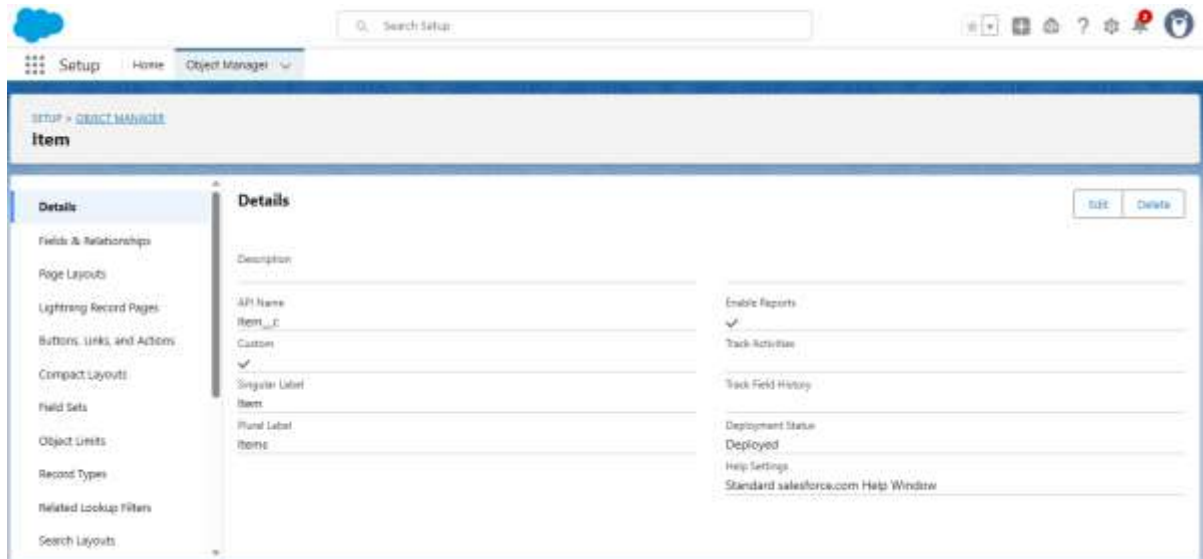 Search Setup
2
Setup Home Object Manager
SETUP > OBJECT MANAGER
Item
Details
Fields & Relationships
Page Layouts
Lightning Record Pages
Buttons, Links, and Actions
Compact Layouts
Field Sets
Object Limits
Record Types
Related Lookup Filters
Search Layouts
Details
Edit Delete
Description
API Name
Item__c
Custom
Singular Label
Item
Plural Label
Items
Enable Reports
Track Activities
Track Field History
Deployment Status
Deployed
Help Settings
Standard salesforce.com Help Window